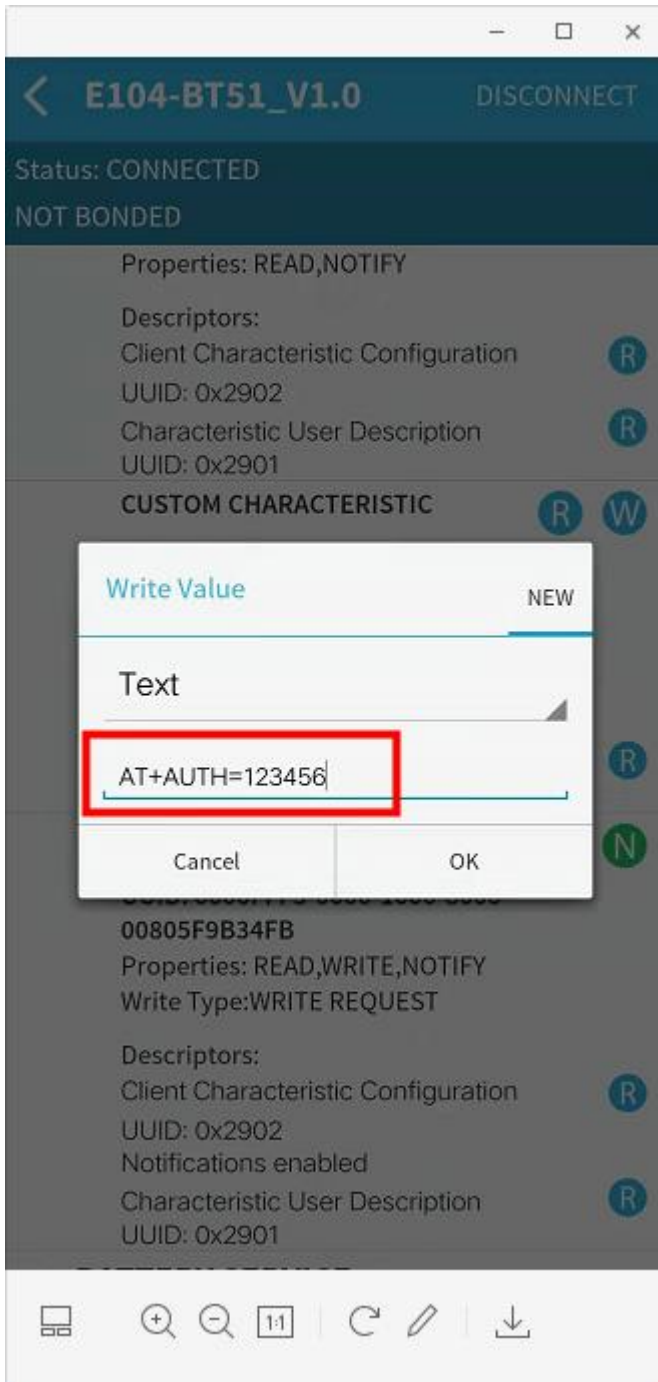 E104-BT51_V1.0 DISCONNECT
Status: CONNECTED
NOT BONDED
Properties: READ,NOTIFY
Descriptors:
Client Characteristic Configuration R
UUID: 0x2902
Characteristic User Description R
UUID: 0x2901
CUSTOM CHARACTERISTIC R W
Write Value NEW
Text
R
AT+AUTH=123456
Cancel OK N
00805F9B34FB
Properties: READ,WRITE,NOTIFY
Write Type:WRITE REQUEST
Descriptors:
Client Characteristic Configuration R
UUID: 0x2902
Notifications enabled
Characteristic User Description R
UUID: 0x2901
1:1